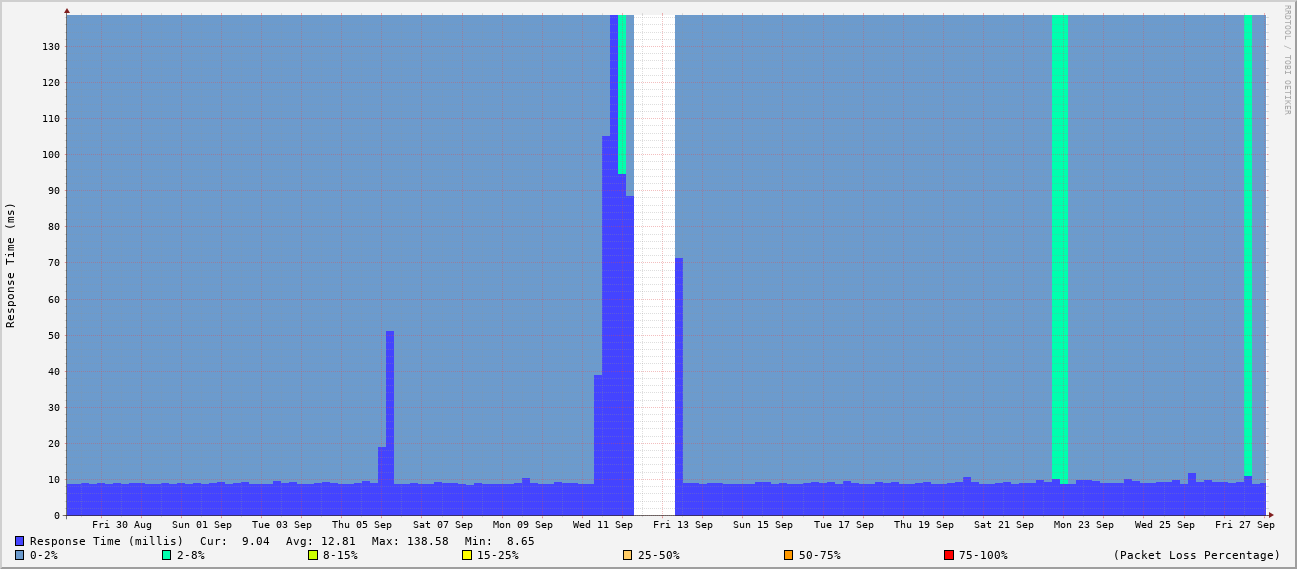 RRDTOOL / TOBI OETIKER
Response Time (ms)
130
120
110
100
90
80
70
60
50
40
30
20
10
0
Fri 30 Aug Sun 01 Sep Tue 03 Sep Thu 05 Sep Sat 07 Sep Mon 09 Sep Wed 11 Sep Fri 13 Sep Sun 15 Sep Tue 17 Sep Thu 19 Sep Sat 21 Sep Mon 23 Sep Wed 25 Sep Fri 27 Sep
Response Time (millis) Cur: 9.04 Avg: 12.81 Max: 138.58 Min: 8.65
0-2% 2-8% 8-15% 15-25% 25-50% 50-75% 75-100% (Packet Loss Percentage)